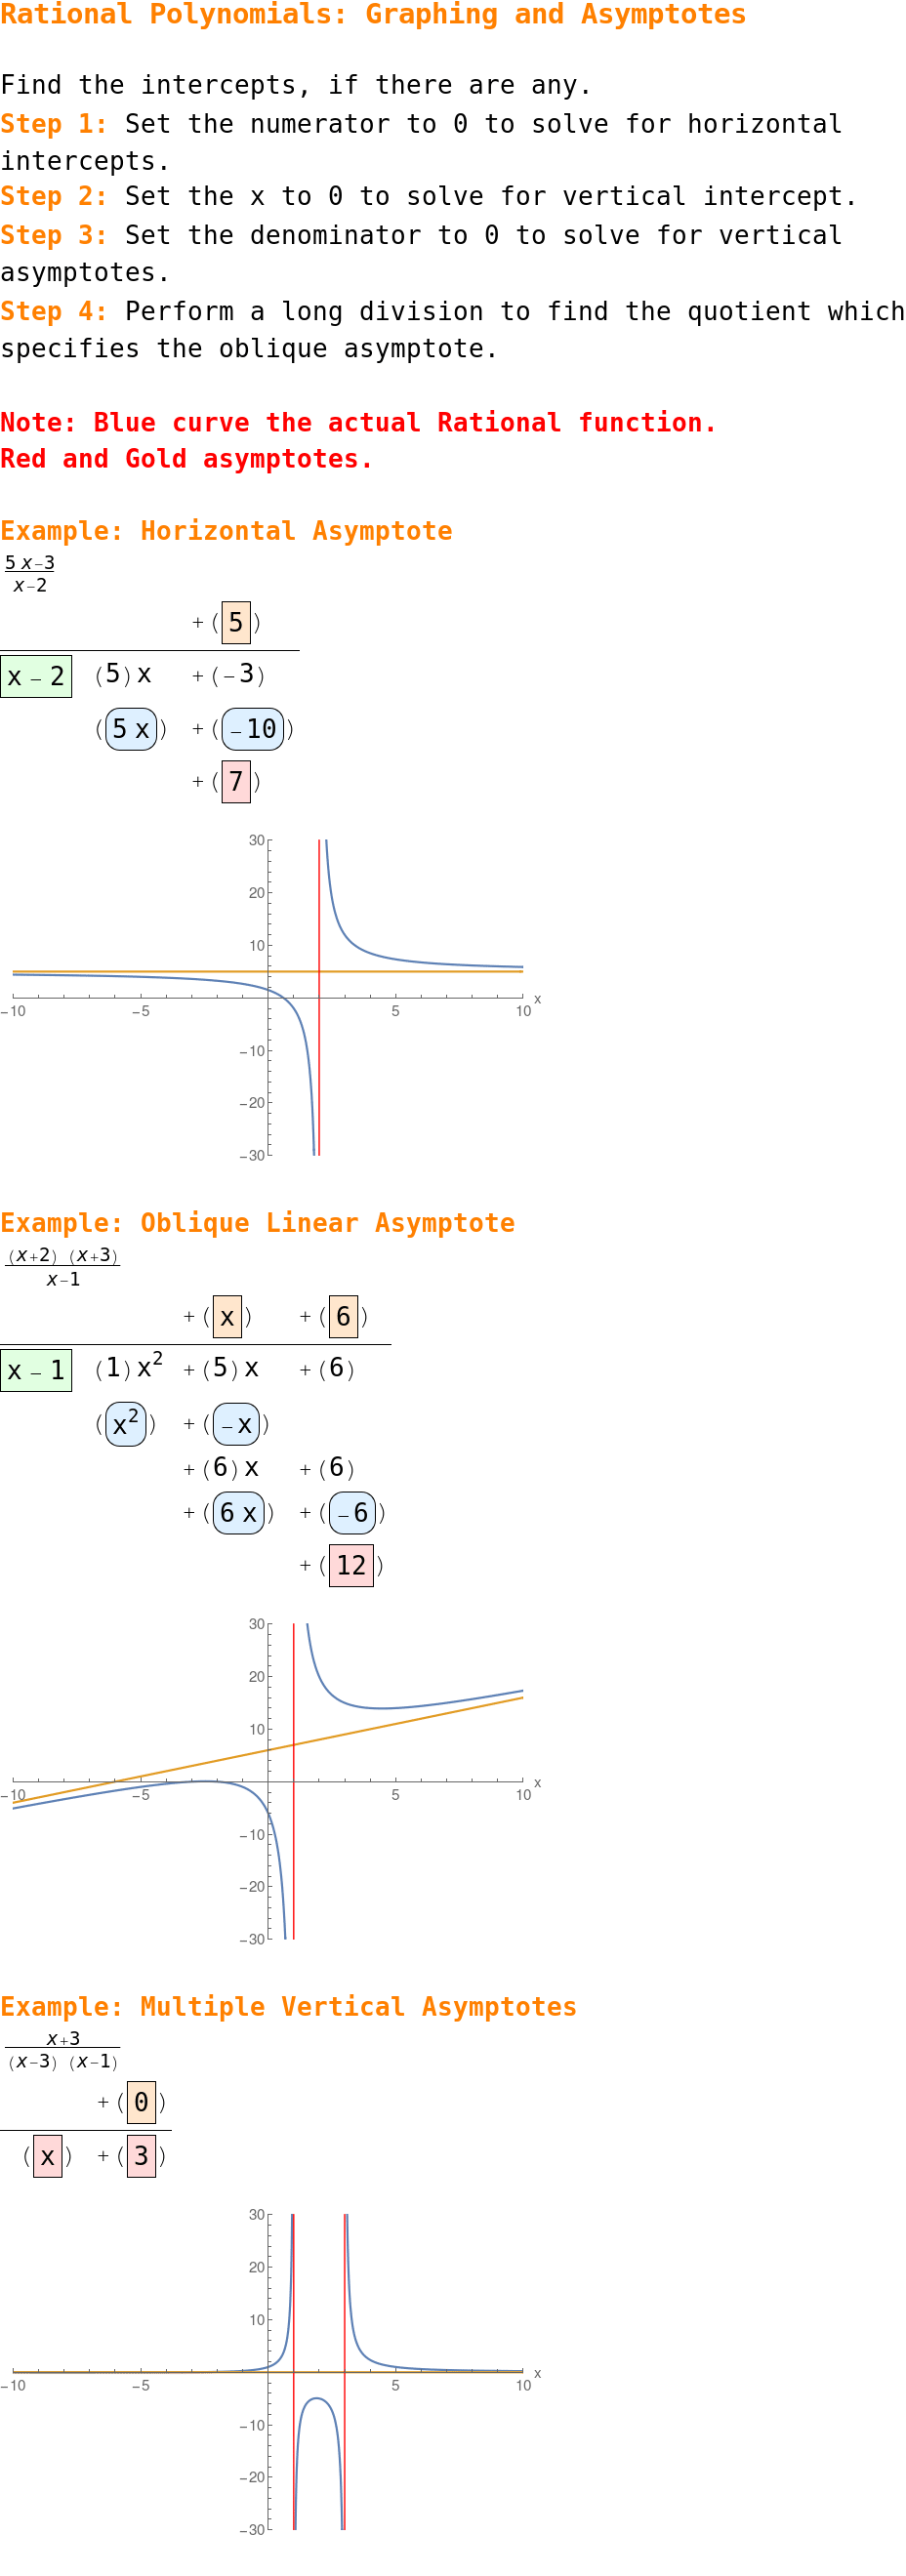 Rational Polynomials: Graphing and Asymptotes
Find the intercepts, if there are any.
Step 1: Set the numerator to 0 to solve for horizontal
intercepts.
Step 2: Set the x to 0 to solve for vertical intercept.
Step 3: Set the denominator to 0 to solve for vertical
asymptotes.
Step 4: Perform a long division to find the quotient which
specifies the oblique asymptote.
Note: Blue curve the actual Rational function.
Red and Gold asymptotes.
Example: Horizontal Asymptote
5 x-3
x-2
+ (5)
x - 2 (5) x + (-3)
(5 x) + (-10)
+ (7)
30
20
10
-10 -5 5 10 x
-10
-20
-30
Example: Oblique Linear Asymptote
(x+2) (x+3)
x-1
+ (x) + (6)
x - 1 (1) x² + (5) x + (6)
(x²) + (-x)
+ (6) x + (6)
+ (6 x) + (-6)
+ (12)
30
20
10
-10 -5 5 10 x
-10
-20
-30
Example: Multiple Vertical Asymptotes
x+3
(x-3) (x-1)
+ (0)
(x) + (3)
30
20
10
-10 -5 5 10 x
-10
-20
-30